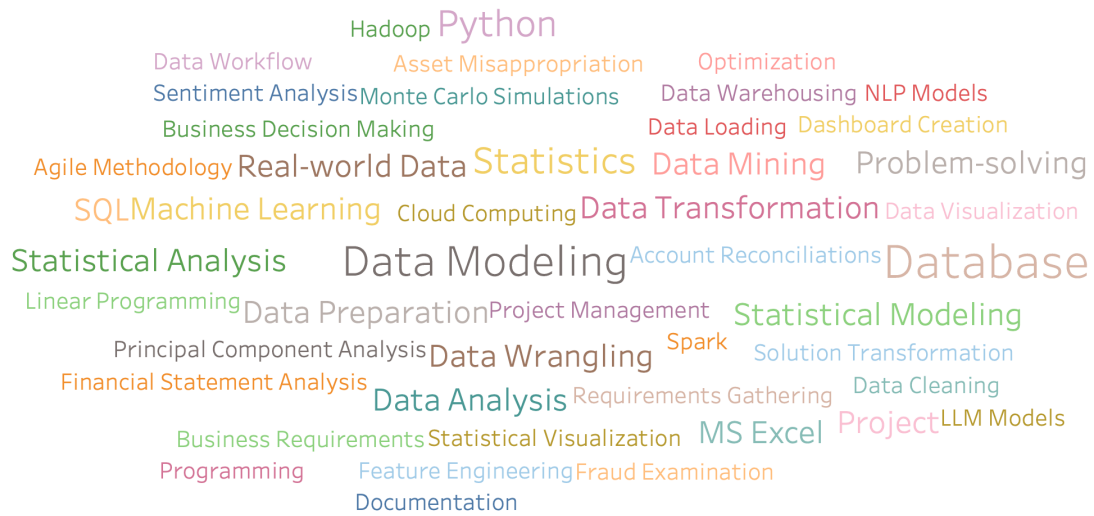 Hadoop Python
Data Workflow Asset Misappropriation Optimization
Sentiment Analysis Monte Carlo Simulations Data Warehousing NLP Models
Business Decision Making Data Loading Dashboard Creation
Agile Methodology Real-world Data Statistics Data Mining Problem-solving
SQL Machine Learning Cloud Computing Data Transformation Data Visualization
Statistical Analysis Data Modeling Account Reconciliations Database
Linear Programming Data Preparation Project Management Statistical Modeling
Principal Component Analysis Data Wrangling Spark Solution Transformation
Financial Statement Analysis Data Analysis Requirements Gathering Data Cleaning
Business Requirements Statistical Visualization MS Excel Project LLM Models
Programming Feature Engineering Fraud Examination
Documentation